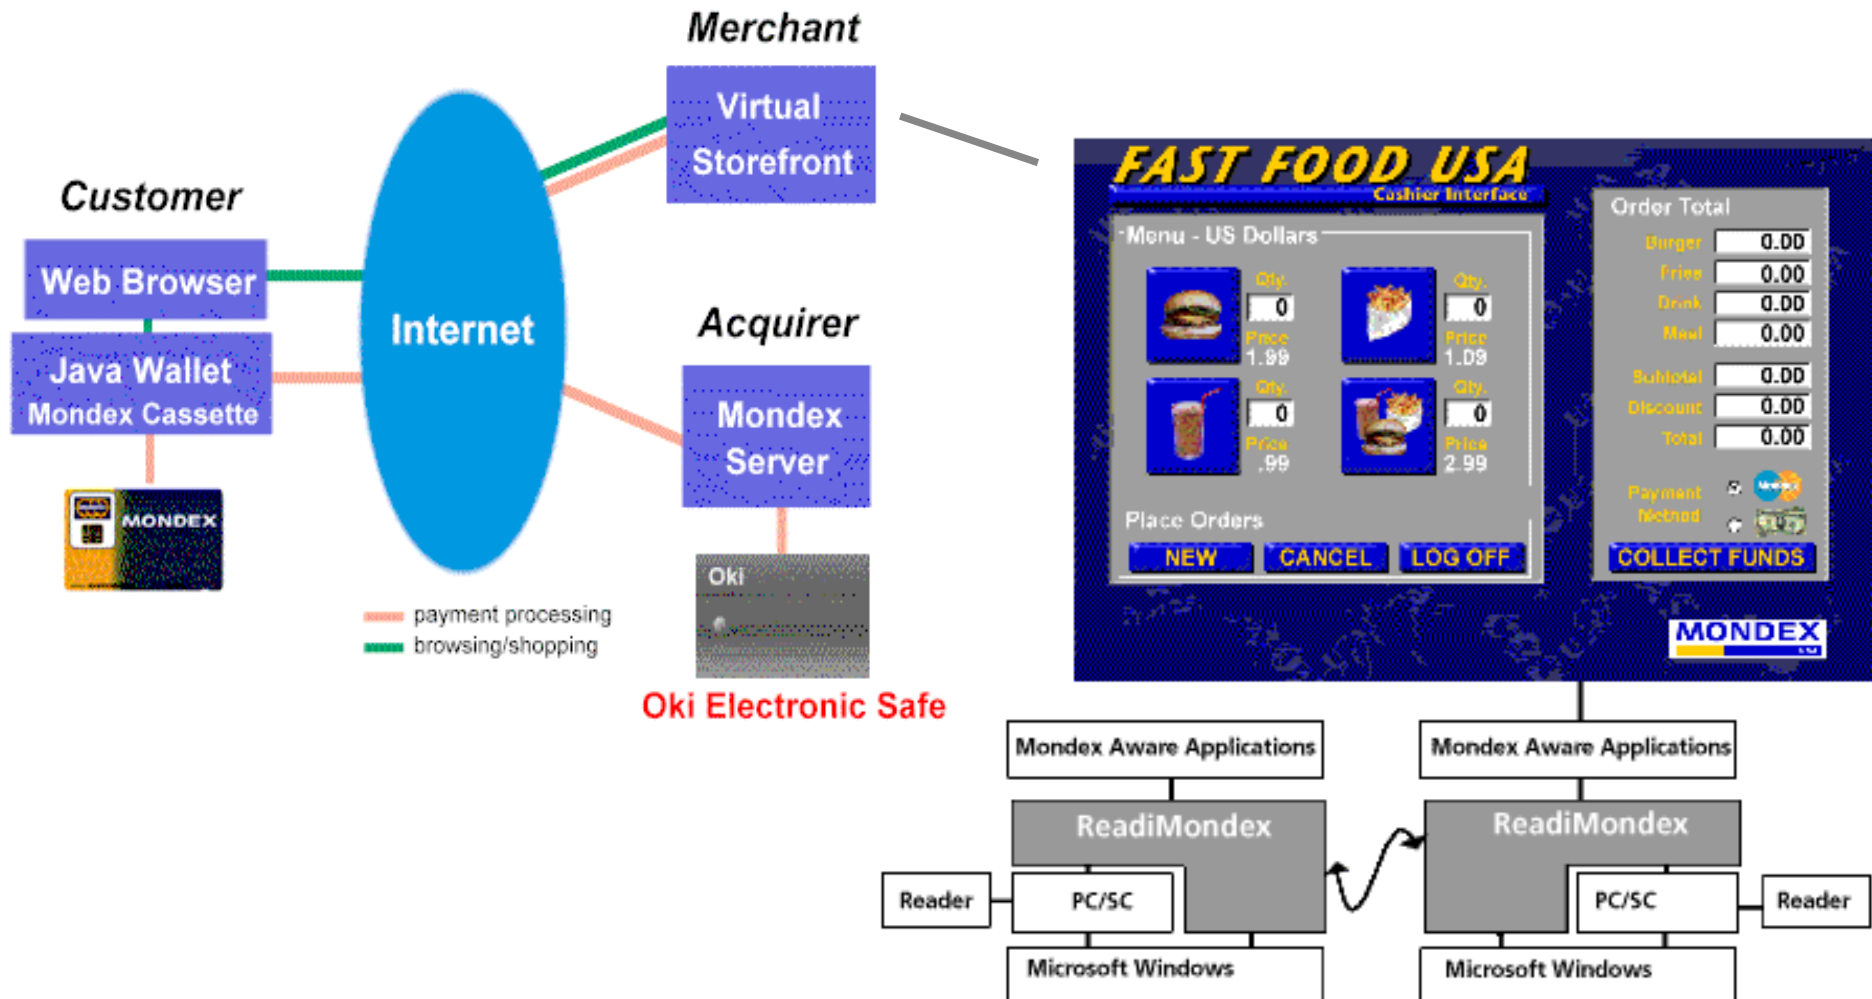 Merchant
Virtual
Storefront
Customer
Web Browser
Java Wallet
Mondex Cassette
MONDEX
Internet
Acquirer
Mondex
Server
Oki
Oki Electronic Safe
payment processing
browsing/shopping
FAST FOOD USA
Cashier Interface
Menu - US Dollars
Qty.
0
Price
1.99
Qty.
0
Price
1.09
Qty.
0
Price
.99
Qty.
0
Price
2.99
Place Orders
NEW
CANCEL
LOG OFF
Order Total
Burger 0.00
Fries 0.00
Drink 0.00
Meal 0.00
Subtotal 0.00
Discount 0.00
Total 0.00
Payment
Method
Mondex
COLLECT FUNDS
MONDEX
Mondex Aware Applications
ReadiMondex
Reader
PC/SC
Microsoft Windows
Mondex Aware Applications
ReadiMondex
PC/SC
Reader
Microsoft Windows